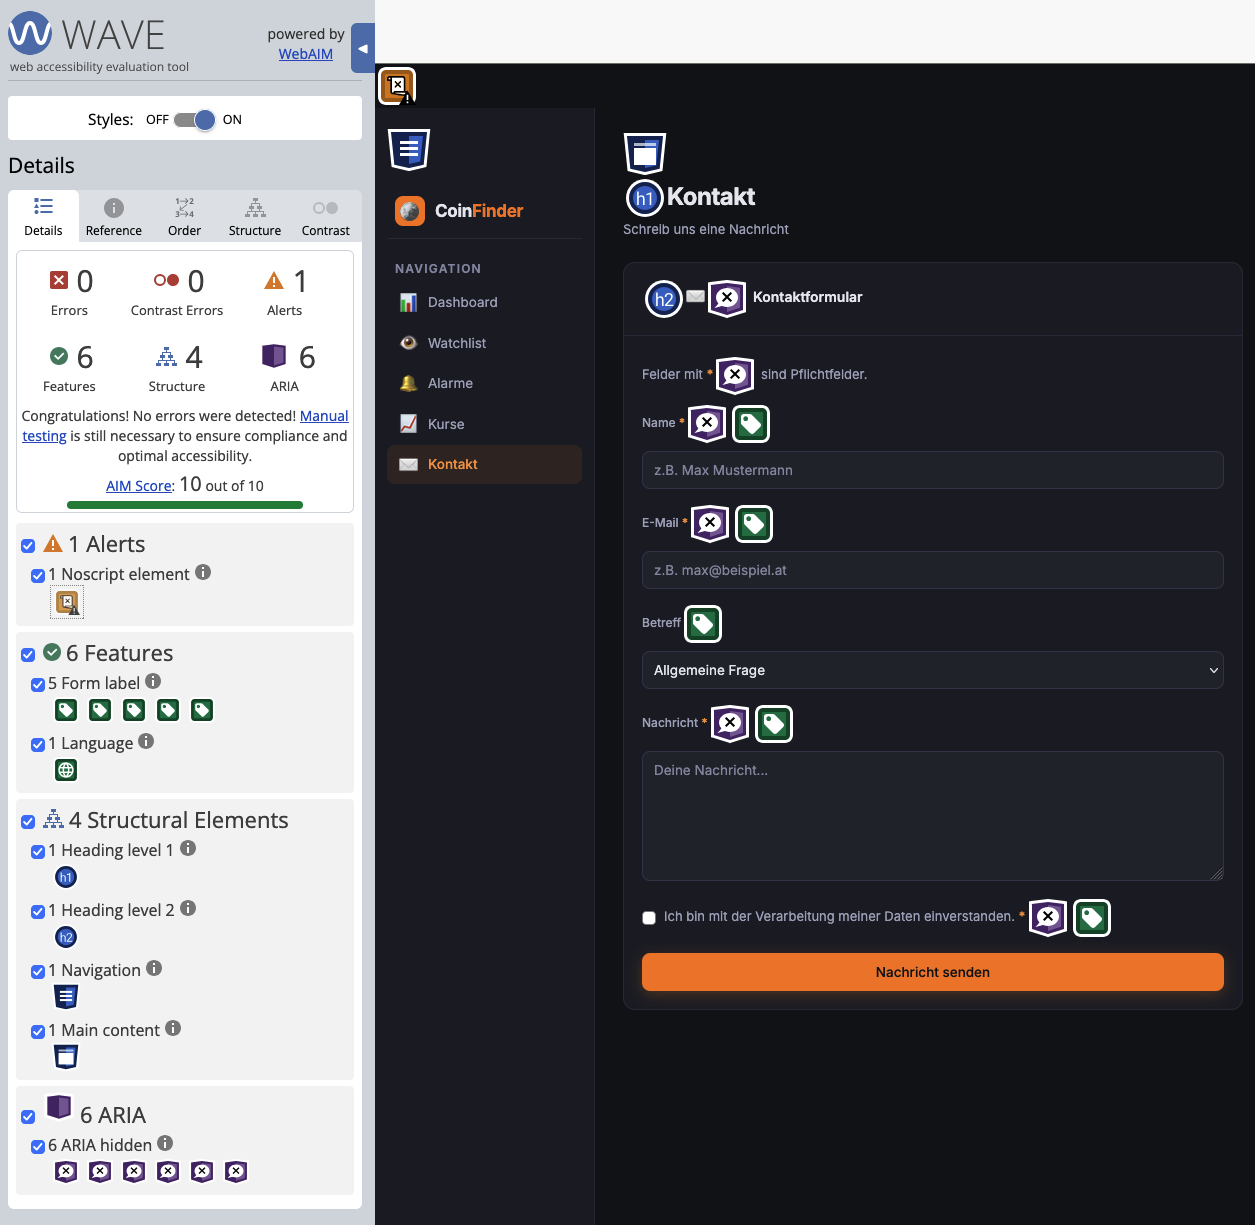 WAVE
web accessibility evaluation tool
powered by
WebAIM
Styles: OFF ON
Details
Details Reference Order Structure Contrast
1→2
3→4
0 Errors
0 Contrast Errors
1 Alerts
6 Features
4 Structure
6 ARIA
Congratulations! No errors were detected! Manual
testing is still necessary to ensure compliance and
optimal accessibility.
AIM Score: 10 out of 10
1 Alerts
1 Noscript element
6 Features
5 Form label
1 Language
4 Structural Elements
1 Heading level 1
h1
1 Heading level 2
h2
1 Navigation
1 Main content
6 ARIA
6 ARIA hidden
CoinFinder
NAVIGATION
Dashboard
Watchlist
Alarme
Kurse
Kontakt
h1 Kontakt
Schreib uns eine Nachricht
h2 Kontaktformular
Felder mit * sind Pflichtfelder.
Name *
z.B. Max Mustermann
E-Mail *
z.B. max@beispiel.at
Betreff
Allgemeine Frage
Nachricht *
Deine Nachricht...
Ich bin mit der Verarbeitung meiner Daten einverstanden. *
Nachricht senden